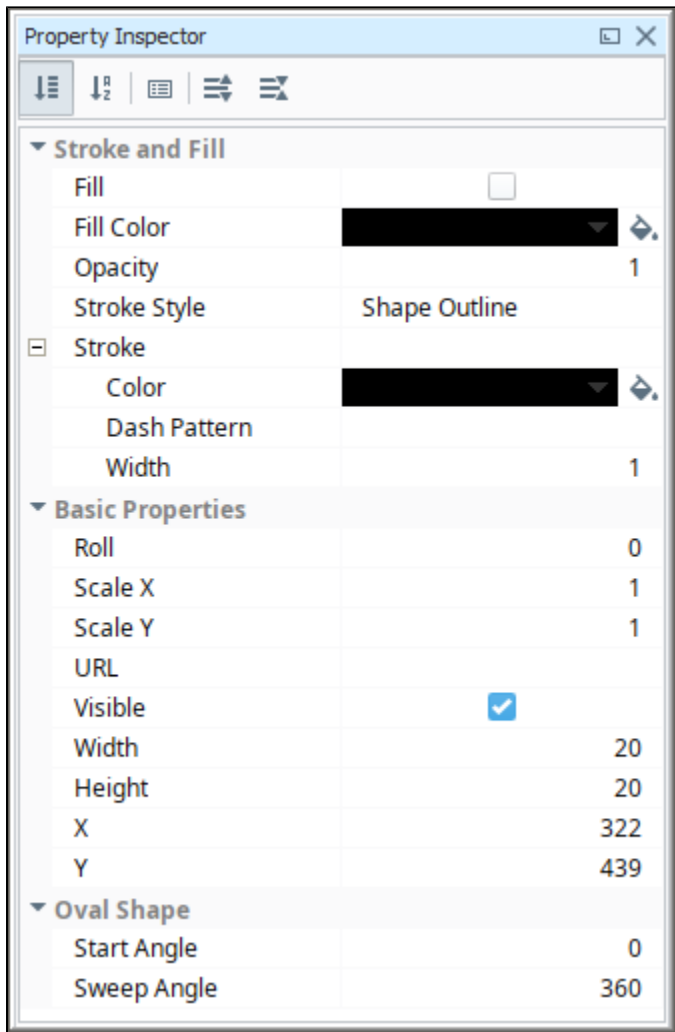 Property Inspector
Stroke and Fill
Fill
Fill Color
Opacity 1
Stroke Style Shape Outline
Stroke
Color
Dash Pattern
Width 1
Basic Properties
Roll 0
Scale X 1
Scale Y 1
URL
Visible
Width 20
Height 20
X 322
Y 439
Oval Shape
Start Angle 0
Sweep Angle 360